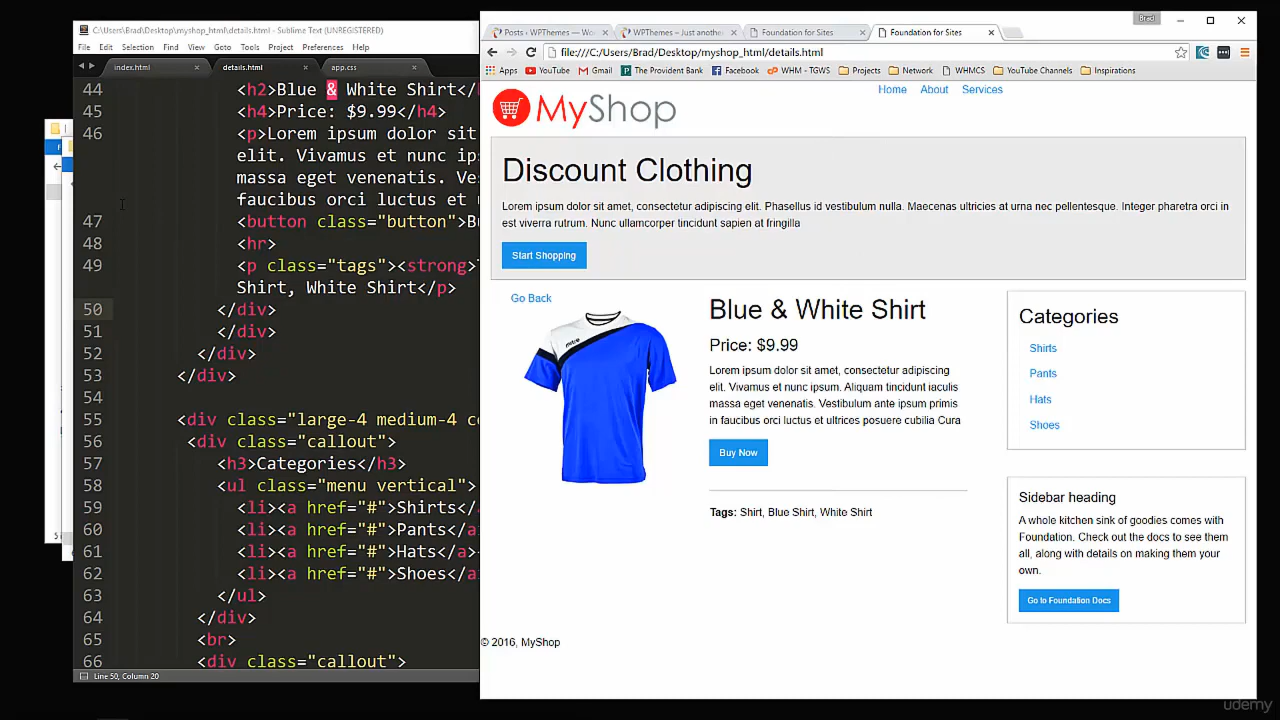 C:\Users\Brad\Desktop\myshop_html\details.html - Sublime Text (UNREGISTERED)
File Edit Selection Find View Goto Tools Project Preferences Help
index.html × details.html × app.css ×
44 <h2>Blue & White Shirt</
45 <h4>Price: $9.99</h4>
46 <p>Lorem ipsum dolor sit
elit. Vivamus et nunc ips
massa eget venenatis. Ves
faucibus orci luctus et u
47 <button class="button">Bu
48 <hr>
49 <p class="tags"><strong>
Shirt, White Shirt</p>
50 </div>
51 </div>
52 </div>
53 </div>
54
55 <div class="large-4 medium-4 co
56 <div class="callout">
57 <h3>Categories</h3>
58 <ul class="menu vertical">
59 <li><a href="#">Shirts</
60 <li><a href="#">Pants</a
61 <li><a href="#">Hats</a>
62 <li><a href="#">Shoes</a
63 </ul>
64 </div>
65 <br>
66 <div class="callout">
Line 50, Column 20
Brad
Posts ‹ WPThemes — Wo × WPThemes – Just anoth × Foundation for Sites × Foundation for Sites ×
file:///C:/Users/Brad/Desktop/myshop_html/details.html
Apps YouTube Gmail The Provident Bank Facebook WHM - TGWS Projects Network WHMCS YouTube Channels Inspirations
MyShop
Home About Services
Discount Clothing
Lorem ipsum dolor sit amet, consectetur adipiscing elit. Phasellus id vestibulum nulla. Maecenas ultricies at urna nec pellentesque. Integer pharetra orci in
est viverra rutrum. Nunc ullamcorper tincidunt sapien at fringilla
Start Shopping
Go Back
mitre
Blue & White Shirt
Price: $9.99
Lorem ipsum dolor sit amet, consectetur adipiscing
elit. Vivamus et nunc ipsum. Aliquam tincidunt iaculis
massa eget venenatis. Vestibulum ante ipsum primis
in faucibus orci luctus et ultrices posuere cubilia Cura
Buy Now
Tags: Shirt, Blue Shirt, White Shirt
Categories
Shirts
Pants
Hats
Shoes
Sidebar heading
A whole kitchen sink of goodies comes with
Foundation. Check out the docs to see them
all, along with details on making them your
own.
Go to Foundation Docs
© 2016, MyShop
udemy